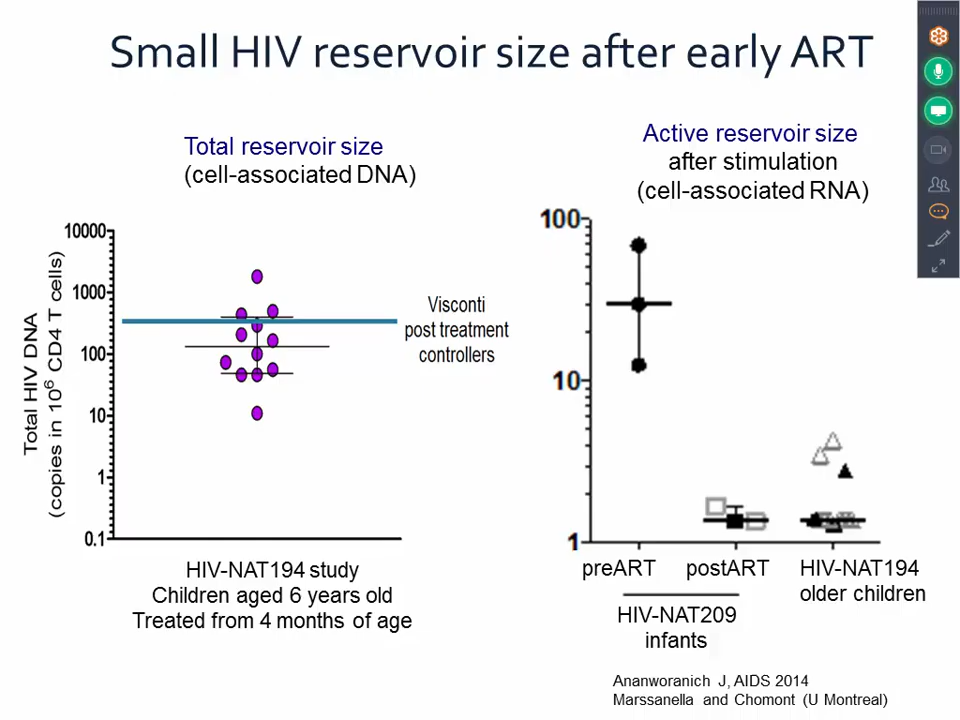 Small HIV reservoir size after early ART
Total reservoir size
(cell-associated DNA)
Total HIV DNA
(copies in 10⁶ CD4 T cells)
10000
1000
100
10
1
0.1
Visconti
post treatment
controllers
HIV-NAT194 study
Children aged 6 years old
Treated from 4 months of age
Active reservoir size
after stimulation
(cell-associated RNA)
100
10
1
preART
postART
HIV-NAT209
infants
HIV-NAT194
older children
Ananworanich J, AIDS 2014
Marssanella and Chomont (U Montreal)